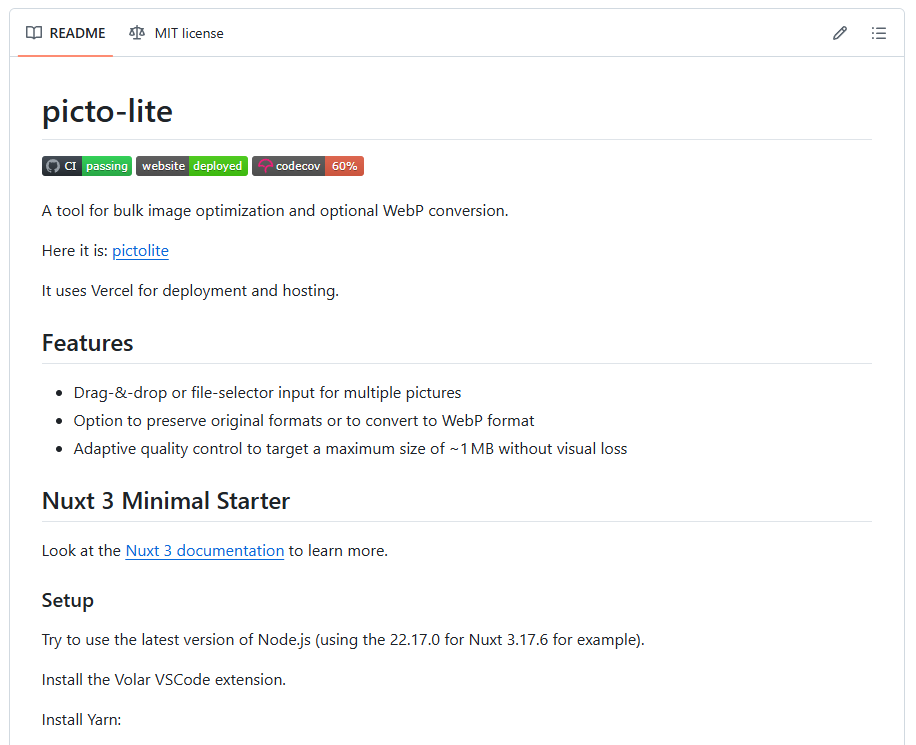 README MIT license
picto-lite
CI passing website deployed codecov 60%
A tool for bulk image optimization and optional WebP conversion.
Here it is: pictolite
It uses Vercel for deployment and hosting.
Features
• Drag-&-drop or file-selector input for multiple pictures
• Option to preserve original formats or to convert to WebP format
• Adaptive quality control to target a maximum size of ~1 MB without visual loss
Nuxt 3 Minimal Starter
Look at the Nuxt 3 documentation to learn more.
Setup
Try to use the latest version of Node.js (using the 22.17.0 for Nuxt 3.17.6 for example).
Install the Volar VSCode extension.
Install Yarn: